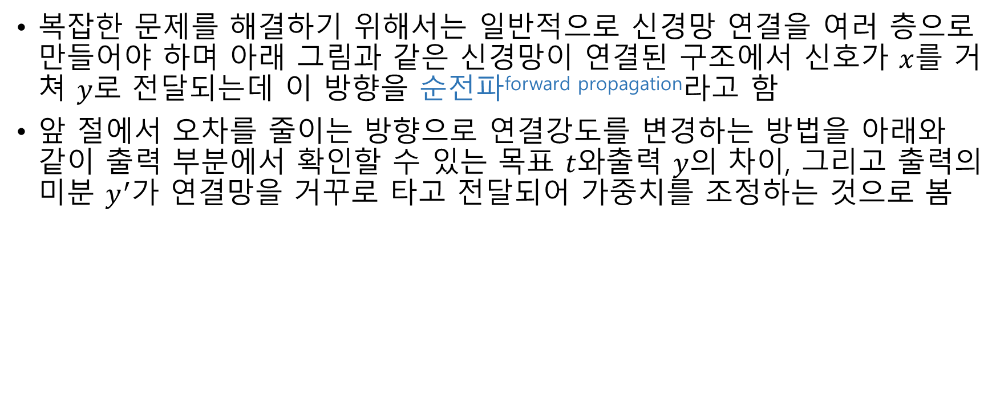 • 복잡한 문제를 해결하기 위해서는 일반적으로 신경망 연결을 여러 층으로
만들어야 하며 아래 그림과 같은 신경망이 연결된 구조에서 신호가 x를 거
쳐 y로 전달되는데 이 방향을 순전파forward propagation라고 함
• 앞 절에서 오차를 줄이는 방향으로 연결강도를 변경하는 방법을 아래와
같이 출력 부분에서 확인할 수 있는 목표 t와출력 y의 차이, 그리고 출력의
미분 y′가 연결망을 거꾸로 타고 전달되어 가중치를 조정하는 것으로 봄